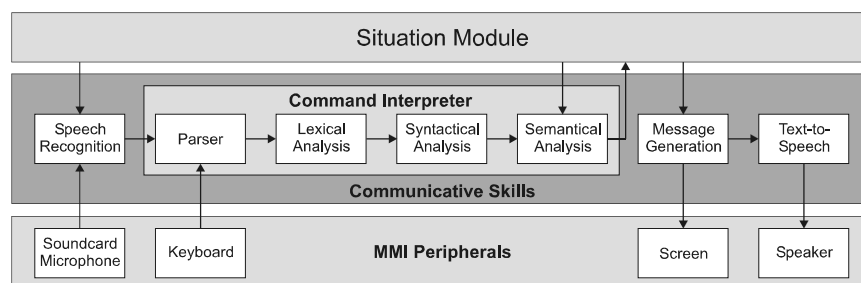 Situation Module
Command Interpreter
Speech
Recognition
Parser
Lexical
Analysis
Syntactical
Analysis
Semantical
Analysis
Message
Generation
Text-to-
Speech
Communicative Skills
Soundcard
Microphone
Keyboard
MMI Peripherals
Screen
Speaker